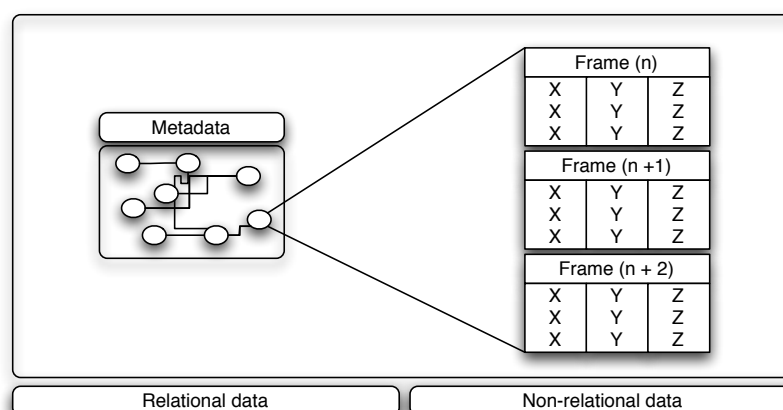 Metadata
Frame (n)
X Y Z
X Y Z
X Y Z
Frame (n +1)
X Y Z
X Y Z
X Y Z
Frame (n + 2)
X Y Z
X Y Z
X Y Z
Relational data
Non-relational data